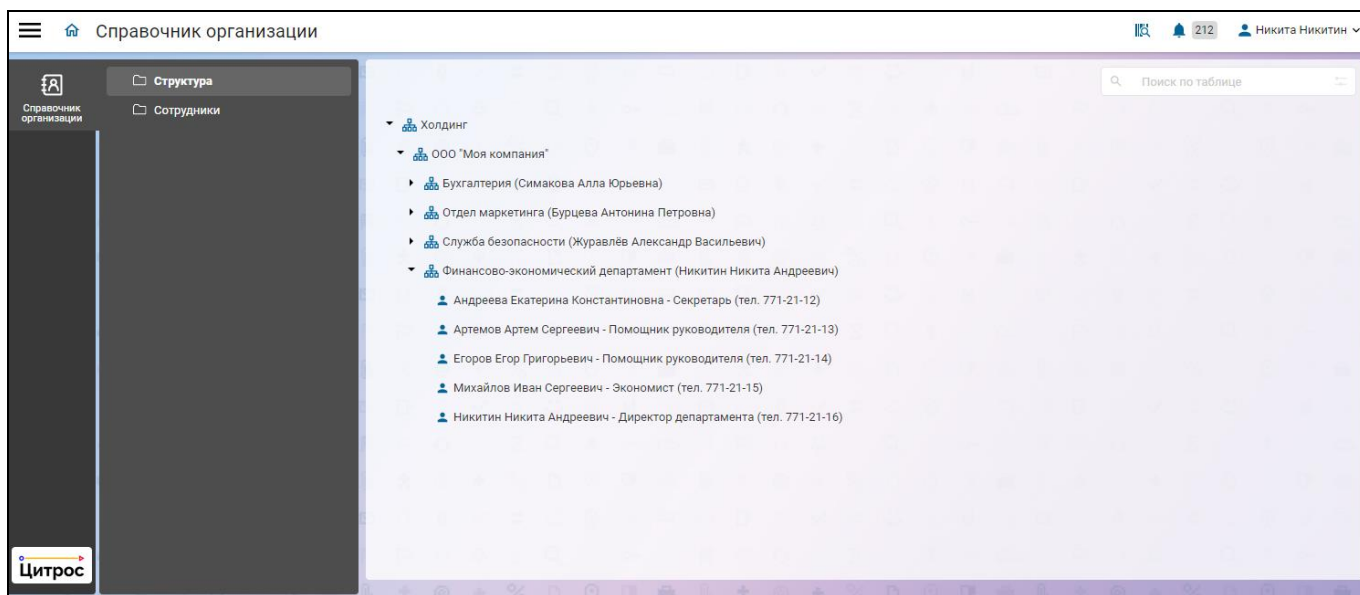 Справочник организации
212
Никита Никитин
Справочник
организации
Структура
Сотрудники
Поиск по таблице
Холдинг
ООО "Моя компания"
Бухгалтерия (Симакова Алла Юрьевна)
Отдел маркетинга (Бурцева Антонина Петровна)
Служба безопасности (Журавлёв Александр Васильевич)
Финансово-экономический департамент (Никитин Никита Андреевич)
Андреева Екатерина Константиновна - Секретарь (тел. 771-21-12)
Артемов Артем Сергеевич - Помощник руководителя (тел. 771-21-13)
Егоров Егор Григорьевич - Помощник руководителя (тел. 771-21-14)
Михайлов Иван Сергеевич - Экономист (тел. 771-21-15)
Никитин Никита Андреевич - Директор департамента (тел. 771-21-16)
Цитрос